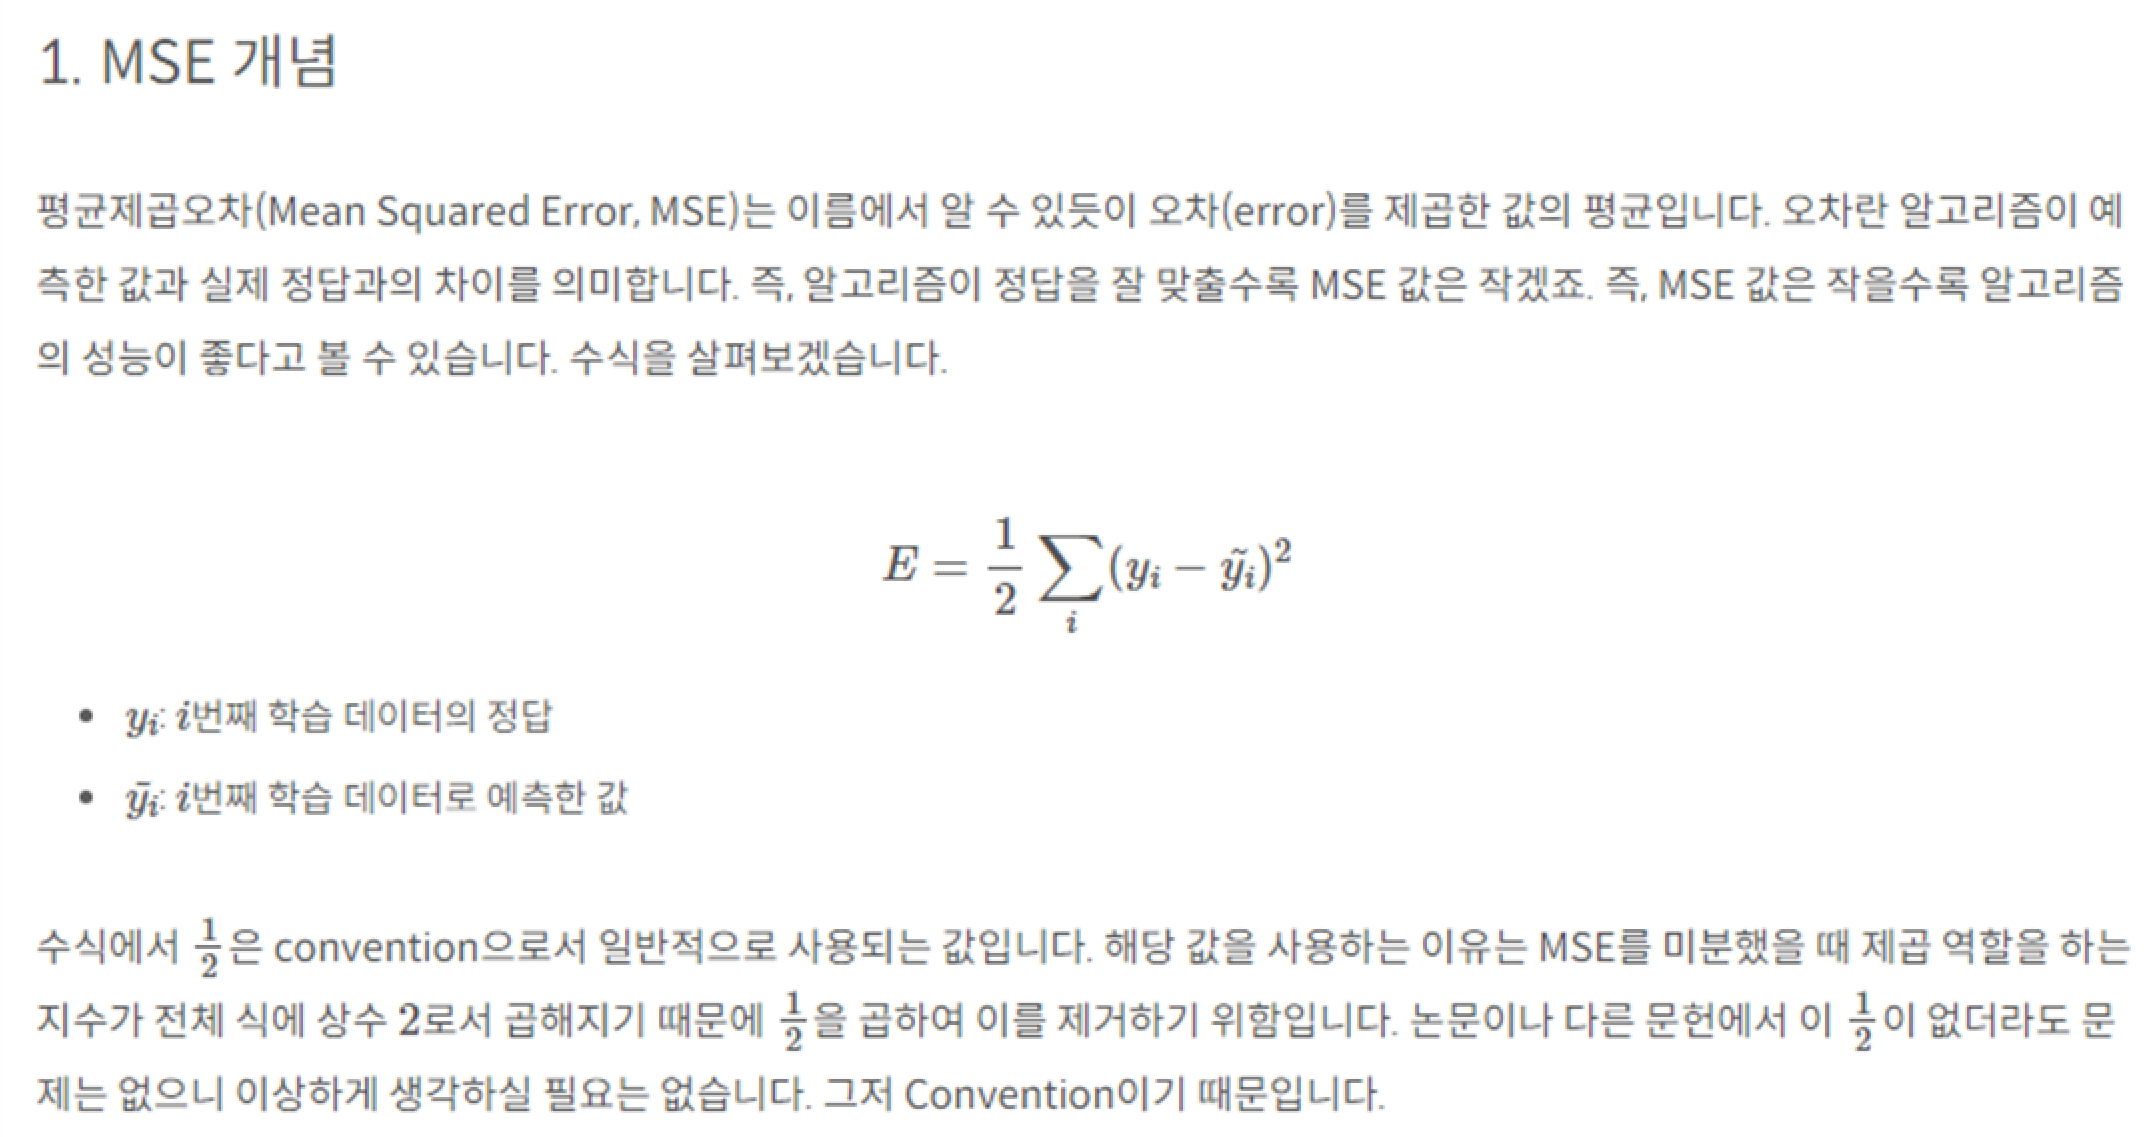 1. MSE 개념
평균제곱오차(Mean Squared Error, MSE)는 이름에서 알 수 있듯이 오차(error)를 제곱한 값의 평균입니다. 오차란 알고리즘이 예
측한 값과 실제 정답과의 차이를 의미합니다. 즉, 알고리즘이 정답을 잘 맞출수록 MSE 값은 작겠죠. 즉, MSE 값은 작을수록 알고리즘
의 성능이 좋다고 볼 수 있습니다. 수식을 살펴보겠습니다.
$E = \frac{1}{2} \sum_{i} (y_i - \tilde{y_i})^2$
• $y_i$: $i$번째 학습 데이터의 정답
• $\tilde{y_i}$: $i$번째 학습 데이터로 예측한 값
수식에서 $\frac{1}{2}$은 convention으로서 일반적으로 사용되는 값입니다. 해당 값을 사용하는 이유는 MSE를 미분했을 때 제곱 역할을 하는
지수가 전체 식에 상수 2로서 곱해지기 때문에 $\frac{1}{2}$을 곱하여 이를 제거하기 위함입니다. 논문이나 다른 문헌에서 이 $\frac{1}{2}$이 없더라도 문
제는 없으니 이상하게 생각하실 필요는 없습니다. 그저 Convention이기 때문입니다.